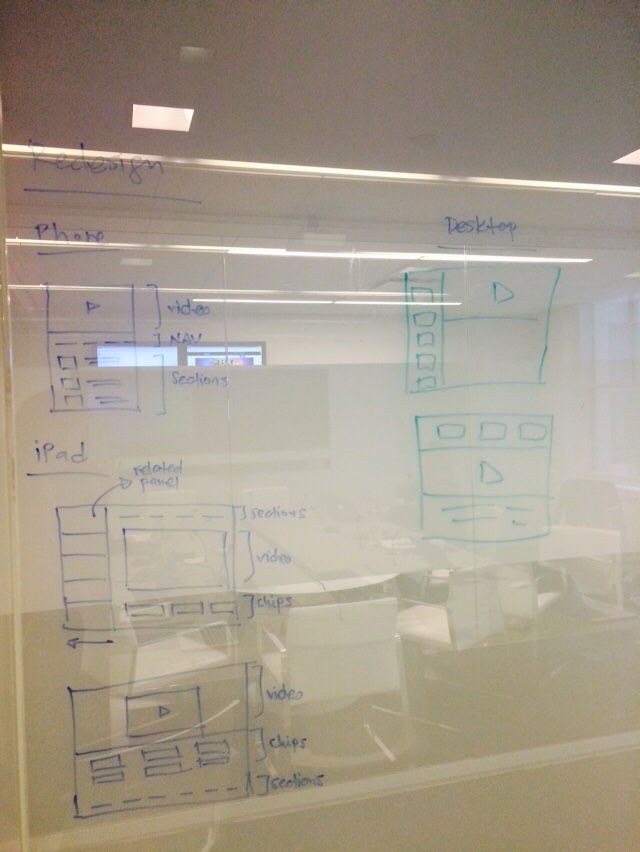 Redesign
Phone
video
NAV
Sections
iPad
related
panel
sections
video
chips
video
chips
sections
Desktop